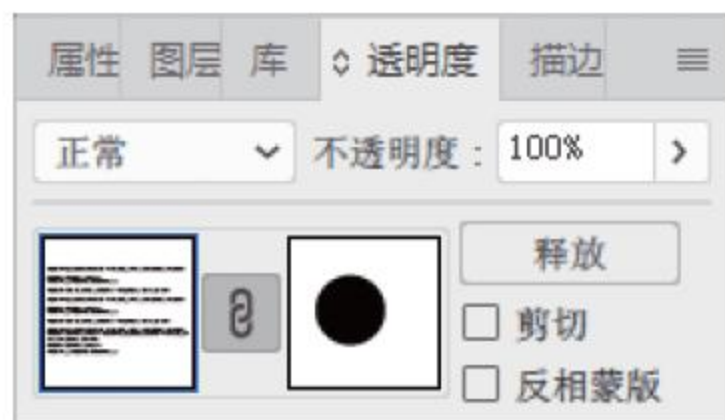 属性 图层 库 透明度 描边
正常 不透明度：100%
释放
剪切
反相蒙版